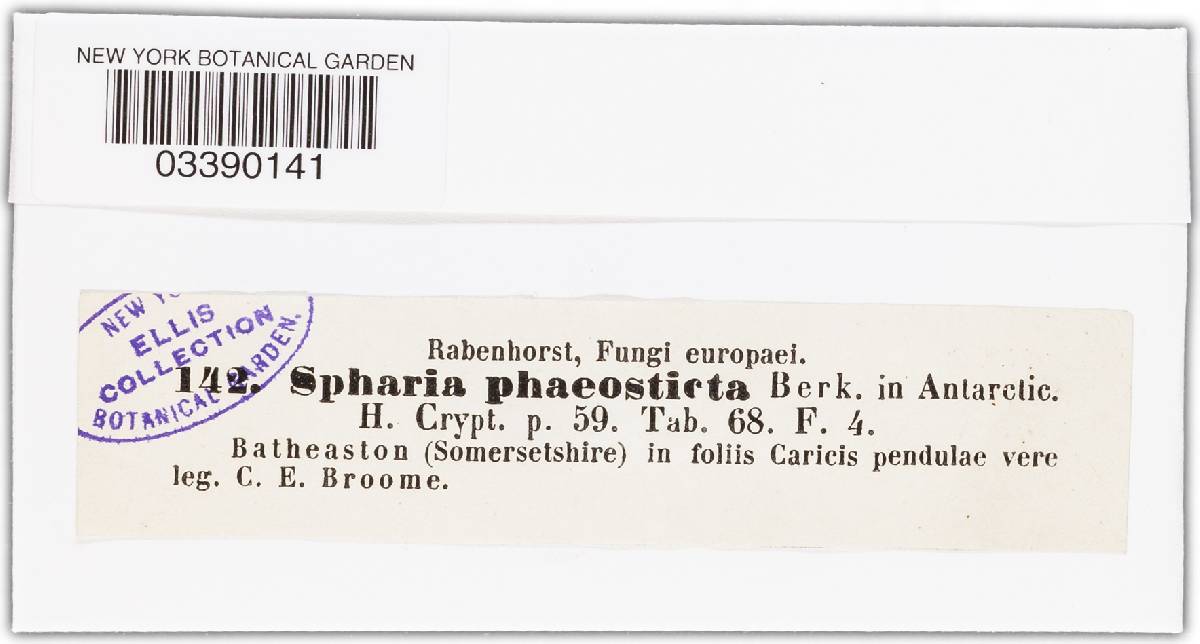 NEW YORK BOTANICAL GARDEN
03390141
NEW
ELLIS
COLLECTION
BOTANICAL GARDEN.
Rabenhorst, Fungi europaei.
142. Spharia phaeosticta Berk. in Antarctic.
H. Crypt. p. 59. Tab. 68. F. 4.
Batheaston (Somersetshire) in foliis Caricis pendulae vere
leg. C. E. Broome.